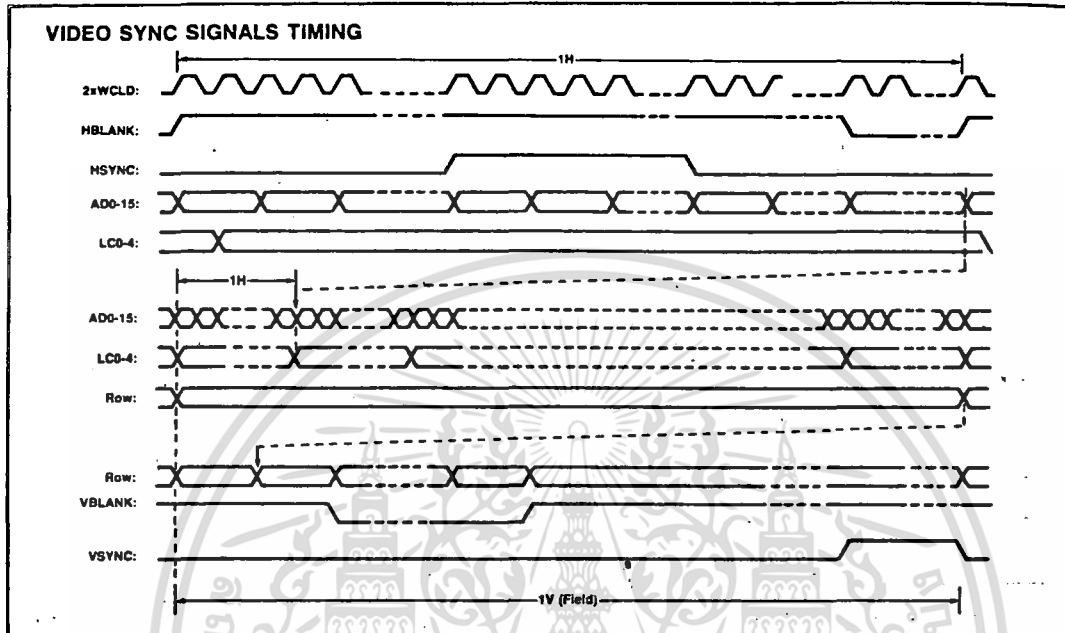 VIDEO SYNC SIGNALS TIMING
1H
2xWCLD:
HBLANK:
HSYNC:
AD0-15:
LC0-4:
1H
AD0-15:
LC0-4:
Row:
Row:
VBLANK:
VSYNC:
1V (Field)